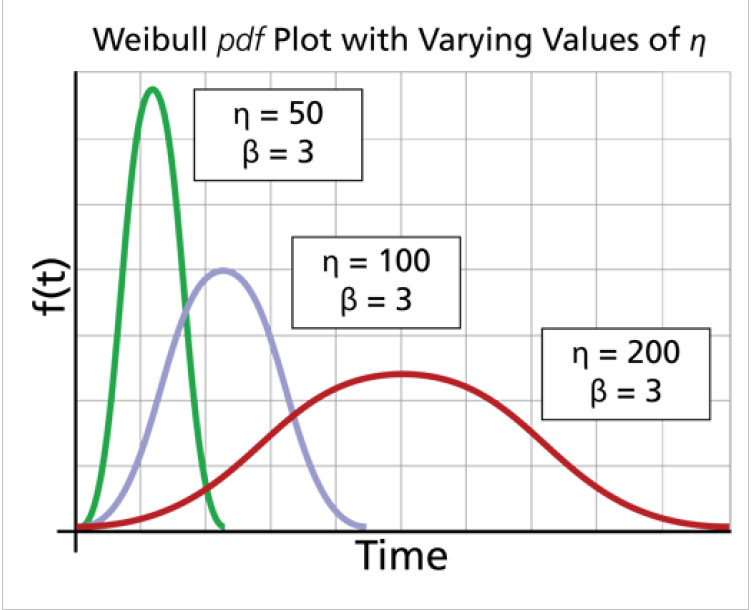 Weibull pdf Plot with Varying Values of η
η = 50
β = 3
η = 100
β = 3
η = 200
β = 3
f(t)
Time